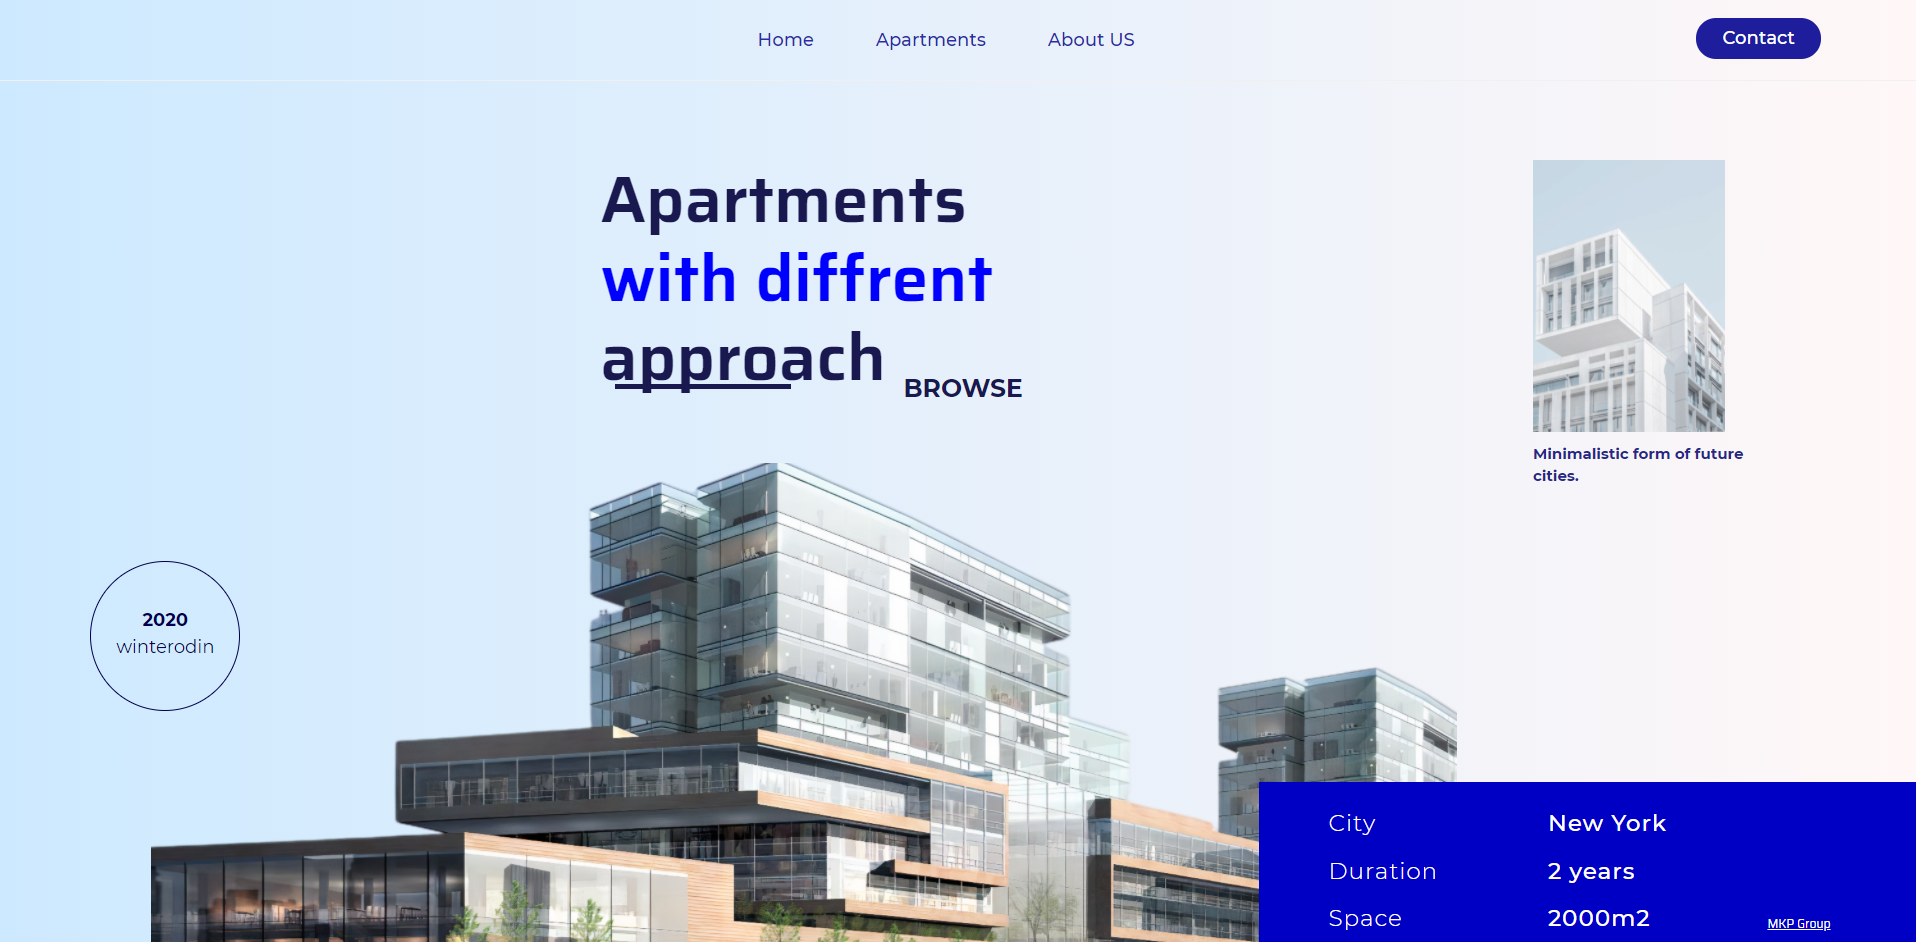 Home
Apartments
About US
Contact
Apartments
with diffrent
approach
BROWSE
Minimalistic form of future
cities.
2020
winterodin
City
New York
Duration
2 years
Space
2000m2
MKP Group